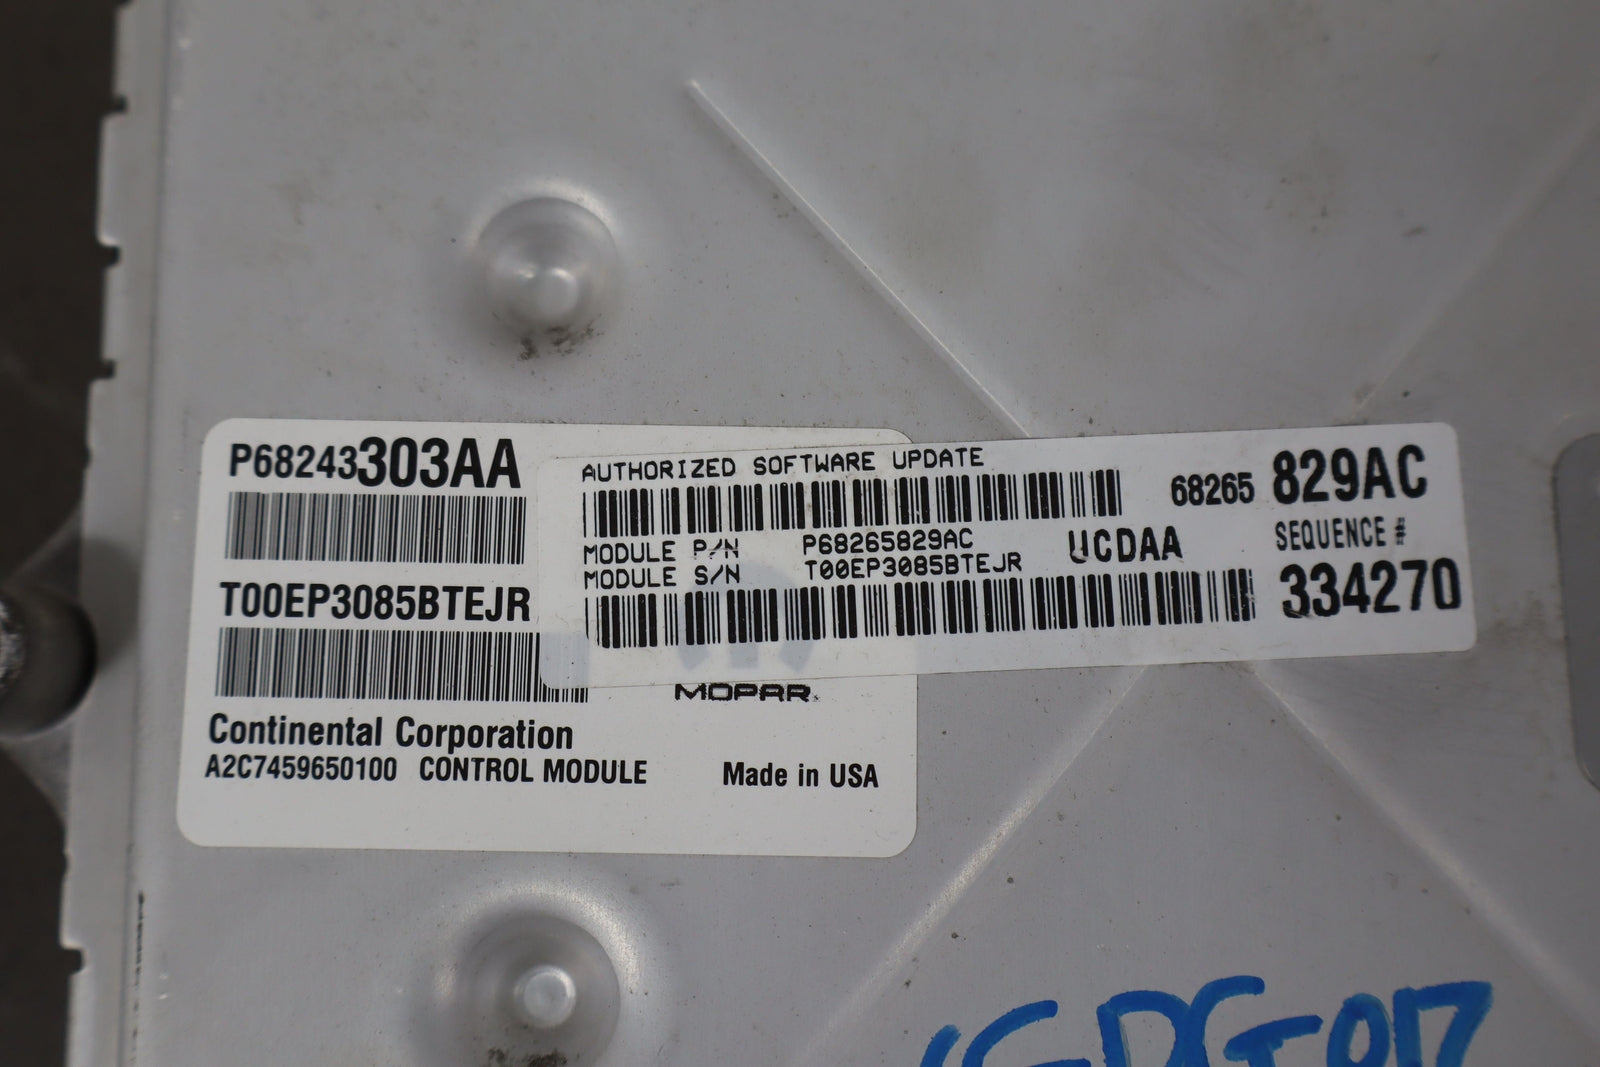 P68243303AA
T00EP3085BTEJR
MOPAR
Continental Corporation
A2C7459650100 CONTROL MODULE Made in USA
AUTHORIZED SOFTWARE UPDATE
68265 829AC
MODULE P/N P68265829AC UCDAA SEQUENCE #
MODULE S/N T00EP3085BTEJR 334270